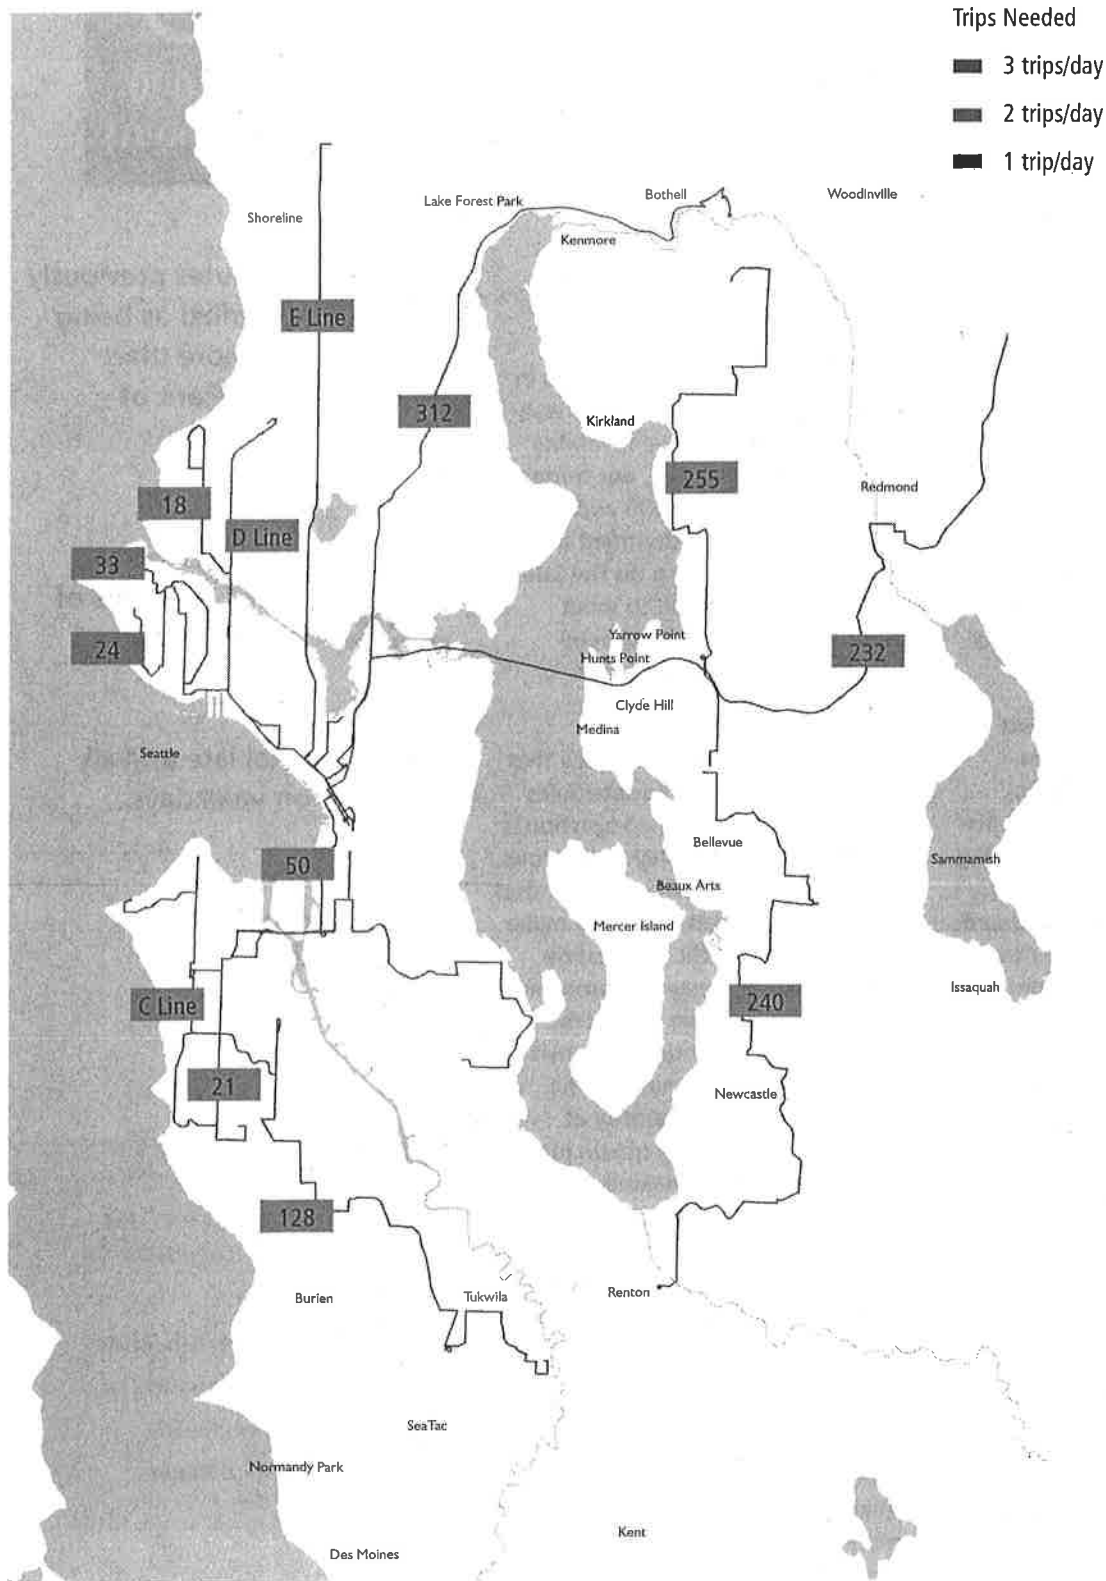 Trips Needed
3 trips/day
2 trips/day
1 trip/day
Bothell
Woodinville
Lake Forest Park
Shoreline
Kenmore
E Line
312
Kirkland
255
Redmond
18
D Line
33
Yarrow Point
24
Hunts Point
232
Clyde Hill
Medina
Seattle
Bellevue
50
Sammamish
Beaux Arts
Mercer Island
Issaquah
C Line
240
21
Newcastle
128
Burien
Tukwila
Renton
SeaTac
Normandy Park
Kent
Des Moines